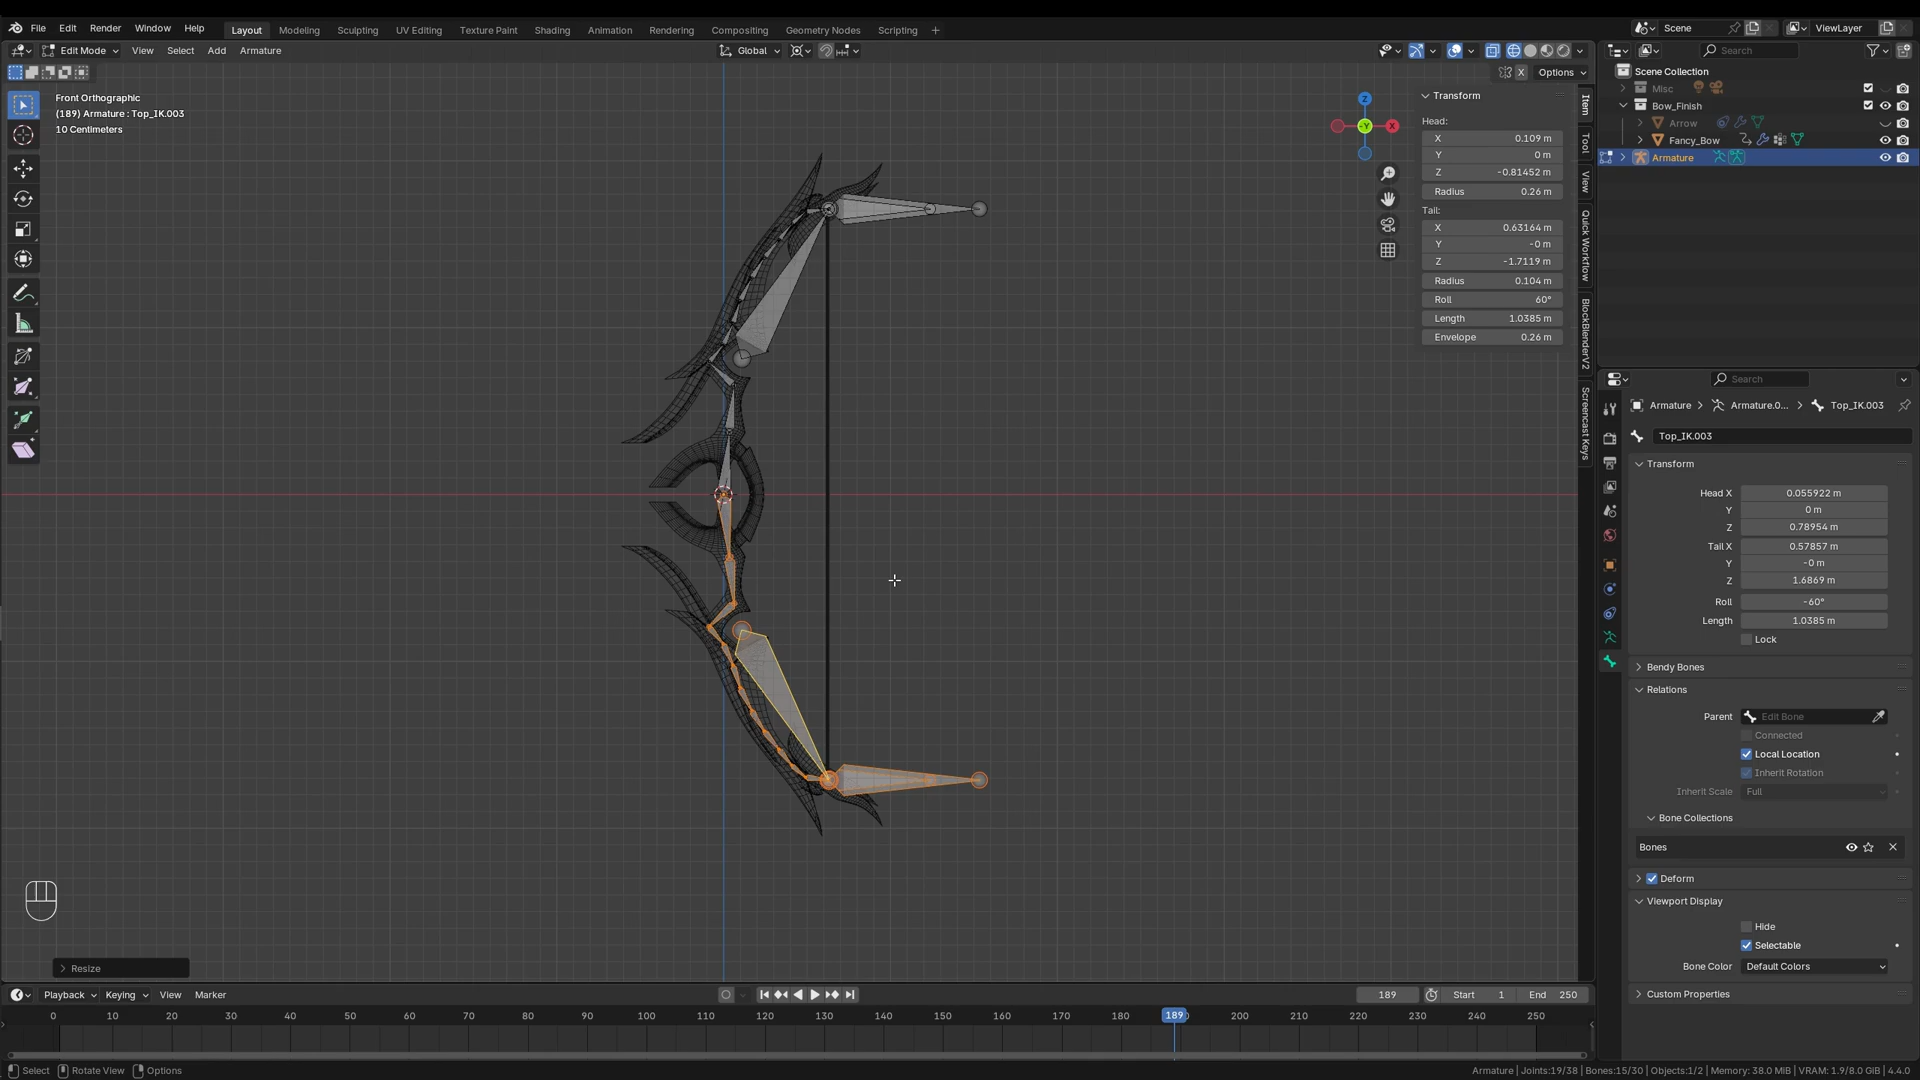 File Edit Render Window Help Layout Modeling Sculpting UV Editing Texture Paint Shading Animation Rendering Compositing Geometry Nodes Scripting + Scene ViewLayer
Edit Mode View Select Add Armature Global Search
X Options
Front Orthographic
(189) Armature : Top_IK.003
10 Centimeters
Z
-Y
X
Transform
Head:
X 0.109 m
Y 0 m
Z -0.81452 m
Radius 0.26 m
Tail:
X 0.63164 m
Y -0 m
Z -1.7119 m
Radius 0.104 m
Roll 60°
Length 1.0385 m
Envelope 0.26 m
Item
Tool
View
Quick Workflow
BlockBlenderV2
Screencast Keys
Scene Collection
Misc
Bow_Finish
Arrow
Fancy_Bow
Armature
Search
Armature Armature.0... Top_IK.003
Top_IK.003
Transform
Head X 0.055922 m
Y 0 m
Z 0.78954 m
Tail X 0.57857 m
Y -0 m
Z 1.6869 m
Roll -60°
Length 1.0385 m
Lock
Bendy Bones
Relations
Parent Edit Bone
Connected
Local Location
Inherit Rotation
Inherit Scale Full
Bone Collections
Bones
Deform
Viewport Display
Hide
Selectable
Bone Color Default Colors
Custom Properties
Resize
Playback Keying View Marker 189 Start 1 End 250
0 10 20 30 40 50 60 70 80 90 100 110 120 130 140 150 160 170 180 189 200 210 220 230 240 250
Select Rotate View Options Armature | Joints:19/38 | Bones:15/30 | Objects:1/2 | Memory: 38.0 MiB | VRAM: 1.9/8.0 GiB | 4.4.0